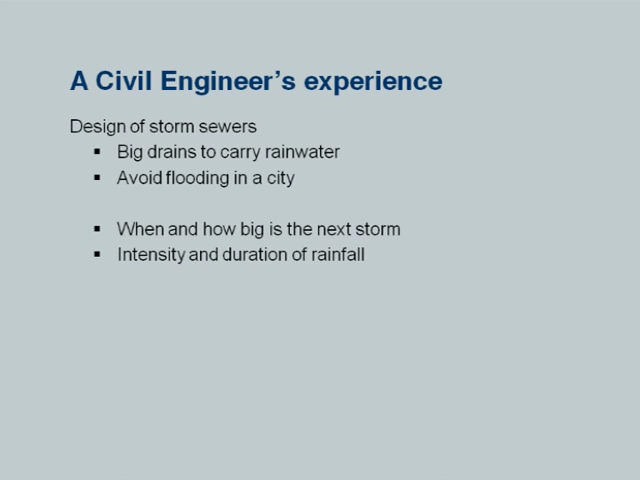 A Civil Engineer’s experience
Design of storm sewers
▪ Big drains to carry rainwater
▪ Avoid flooding in a city
▪ When and how big is the next storm
▪ Intensity and duration of rainfall